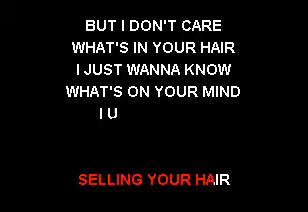 BUT I DON'T CARE
WHAT'S IN YOUR HAIR
I JUST WANNA KNOW
WHAT'S ON YOUR MIND
I U
SELLING YOUR HAIR